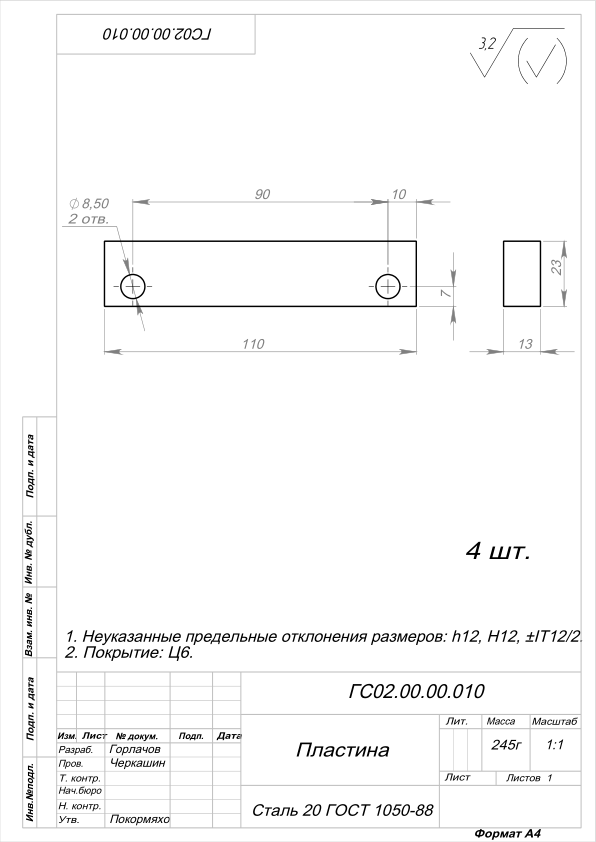 ГС02.00.00.010
3,2
90
10
⌀8,50
2 отв.
7
23
110
13
4 шт.
1. Неуказанные предельные отклонения размеров: h12, H12, ±IT12/2.
2. Покрытие: Ц6.
Подп. и дата
Инв. № дубл.
Взам. инв. №
Подп. и дата
Инв.№подл.
ГС02.00.00.010
Изм. Лист № докум. Подп. Дата
Разраб. Горлачов
Пров. Черкашин
Т. контр.
Нач.бюро
Н. контр.
Утв. Покормяхо
Пластина
Лит. Масса Масштаб
245г 1:1
Лист Листов 1
Сталь 20 ГОСТ 1050-88
Формат А4